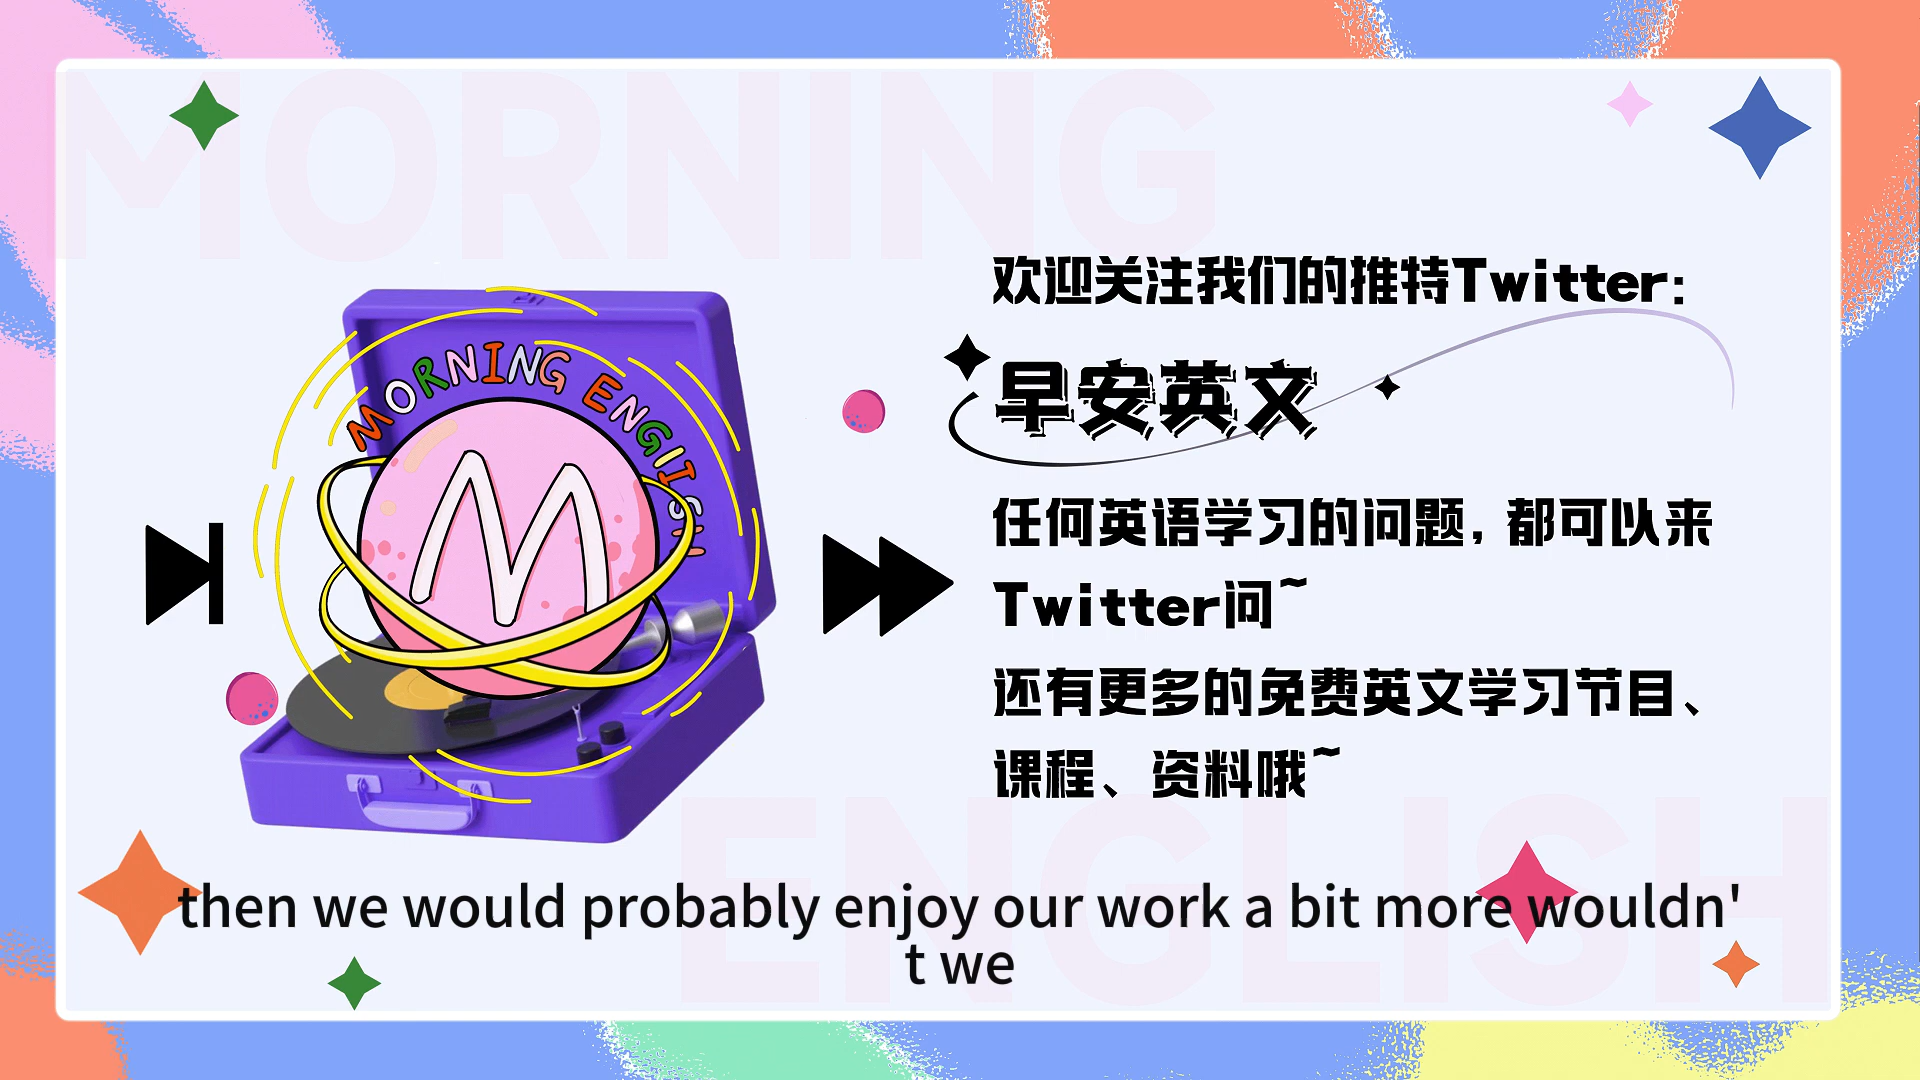 MORNING
MORNING ENGLISH
M
欢迎关注我们的推特Twitter:
早安英文
任何英语学习的问题，都可以来
Twitter问~
还有更多的免费英文学习节目、
课程、资料哦~
ENGLISH
then we would probably enjoy our work a bit more wouldn'
t we